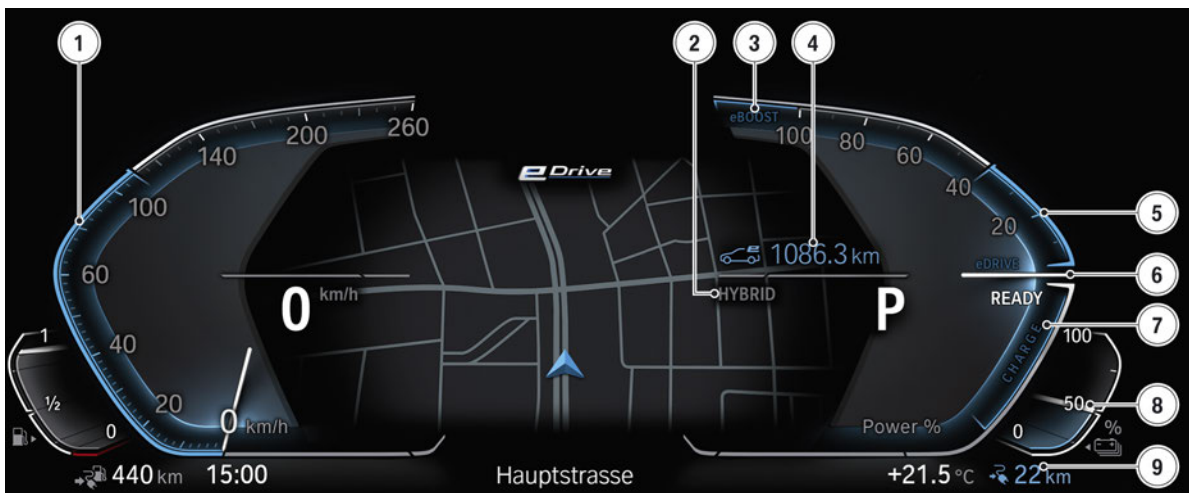 1
2
3
4
5
6
7
8
9
20
40
60
100
140
200
260
0 km/h
0 km/h
1
½
0
440 km
15:00
e Drive
1086.3 km
HYBRID
P
Hauptstrasse
eBOOST
100
80
60
40
20
eDRIVE
READY
CHARGE
Power %
100
50
0
%
+21.5 °C
22 km